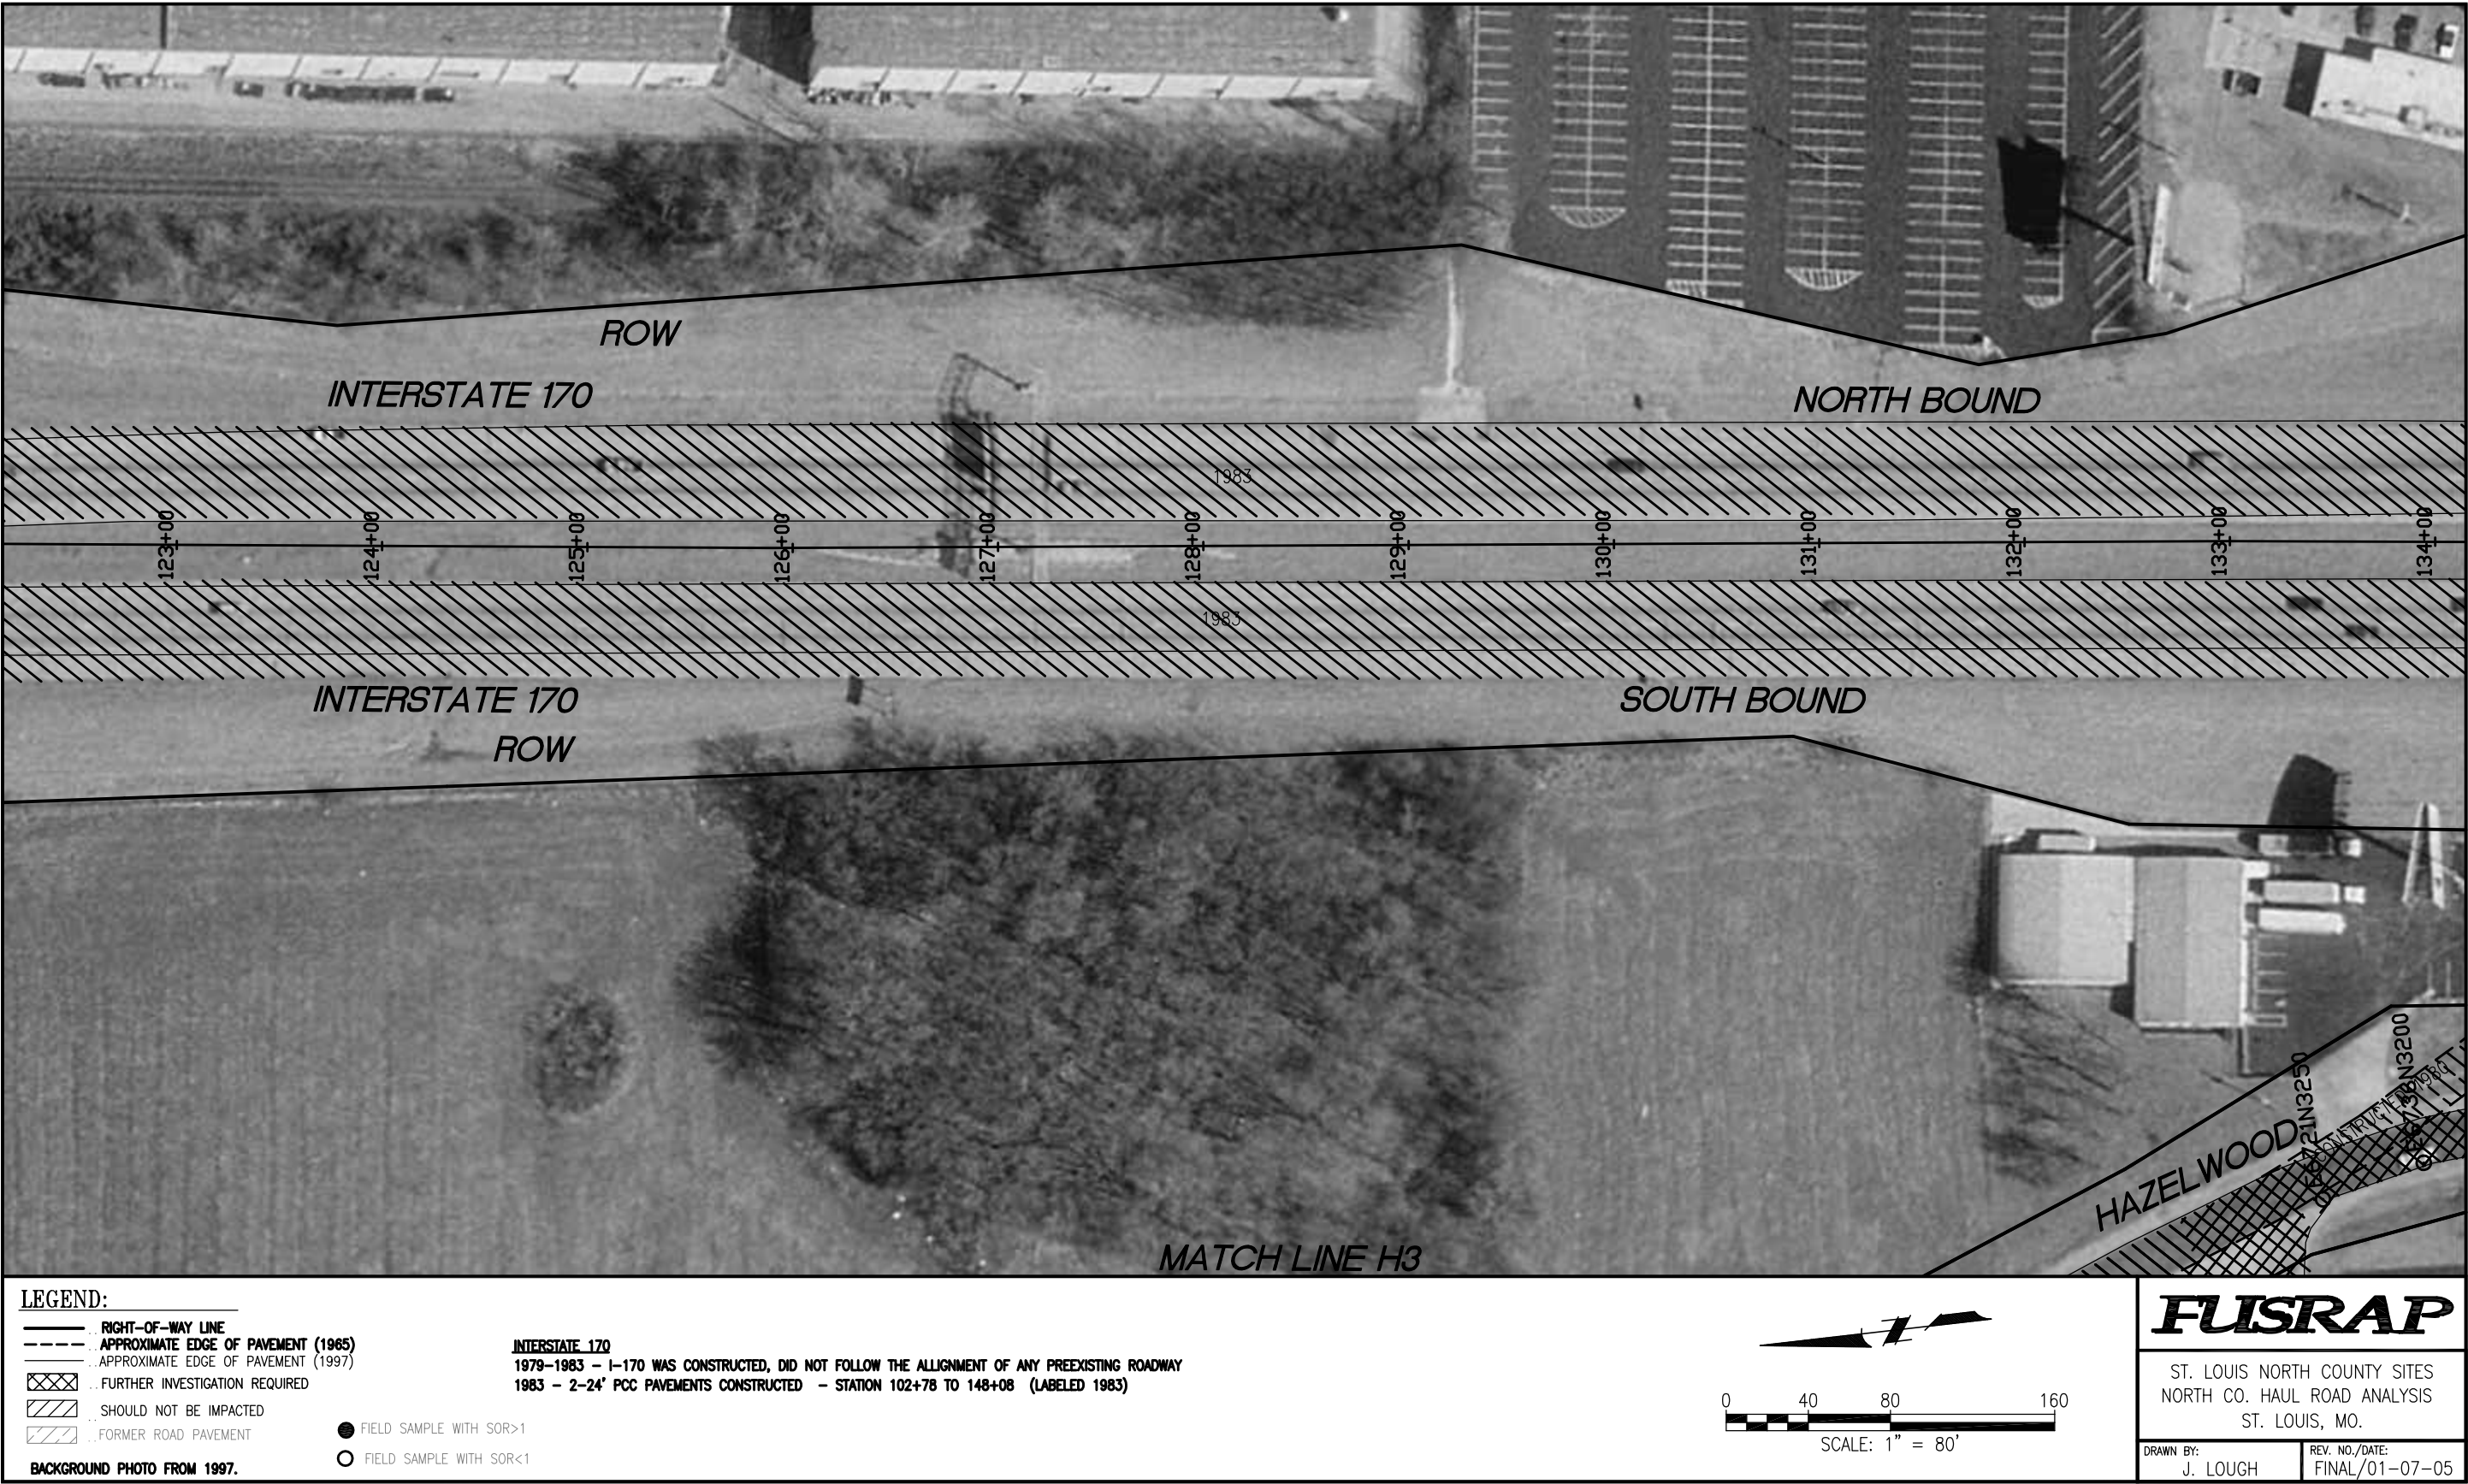 ROW
INTERSTATE 170
NORTH BOUND
1983
123+00
124+00
125+00
126+00
127+00
128+00
129+00
130+00
131+00
132+00
133+00
134+00
1983
INTERSTATE 170
SOUTH BOUND
ROW
HAZELWOOD
MATCH LINE H3
LEGEND:
RIGHT-OF-WAY LINE
APPROXIMATE EDGE OF PAVEMENT (1965)
APPROXIMATE EDGE OF PAVEMENT (1997)
FURTHER INVESTIGATION REQUIRED
SHOULD NOT BE IMPACTED
FORMER ROAD PAVEMENT
BACKGROUND PHOTO FROM 1997.
FIELD SAMPLE WITH SOR>1
FIELD SAMPLE WITH SOR<1
INTERSTATE 170
1979-1983 - I-170 WAS CONSTRUCTED, DID NOT FOLLOW THE ALLIGNMENT OF ANY PREEXISTING ROADWAY
1983 - 2-24' PCC PAVEMENTS CONSTRUCTED - STATION 102+78 TO 148+08 (LABELED 1983)
0 40 80 160
SCALE: 1" = 80'
FUSRAP
ST. LOUIS NORTH COUNTY SITES
NORTH CO. HAUL ROAD ANALYSIS
ST. LOUIS, MO.
DRAWN BY:
J. LOUGH
REV. NO./DATE:
FINAL/01-07-05